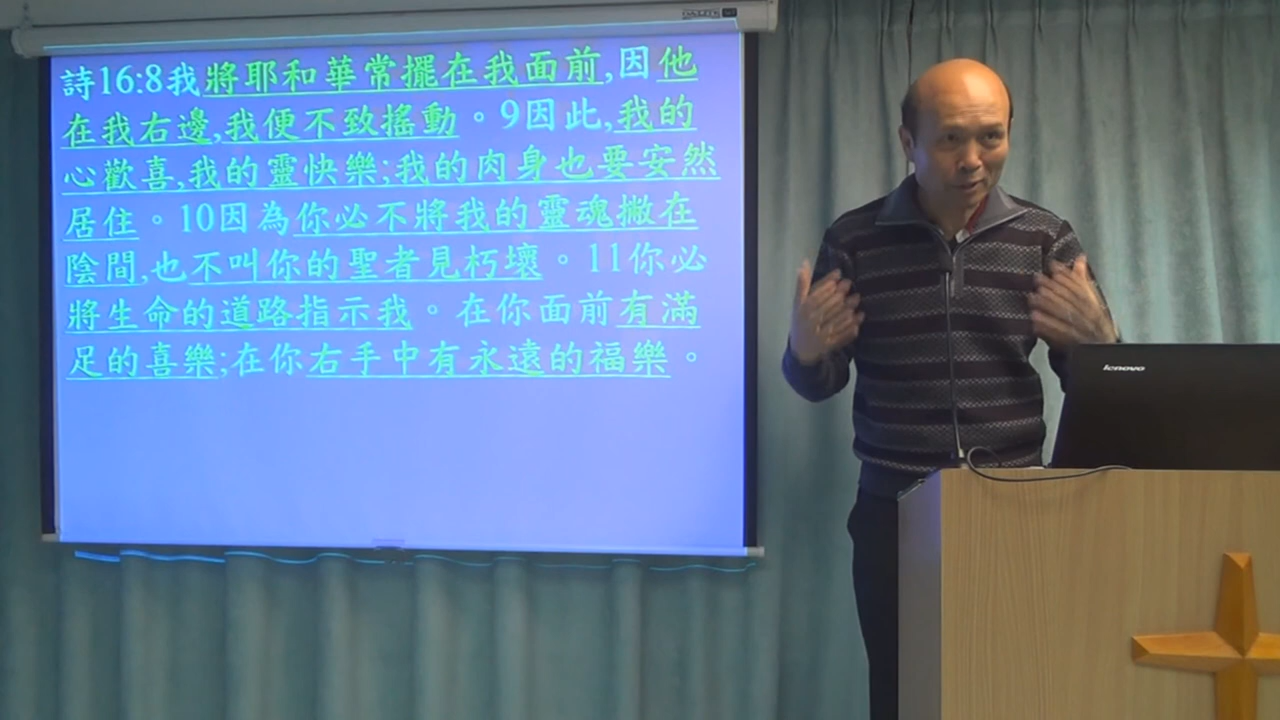 詩16:8我將耶和華常擺在我面前,因他
在我右邊,我便不致搖動。9因此,我的
心歡喜,我的靈快樂;我的肉身也要安然
居住。10因為你必不將我的靈魂撇在
陰間,也不叫你的聖者見朽壞。11你必
將生命的道路指示我。在你面前有滿
足的喜樂;在你右手中有永遠的福樂。
lenovo